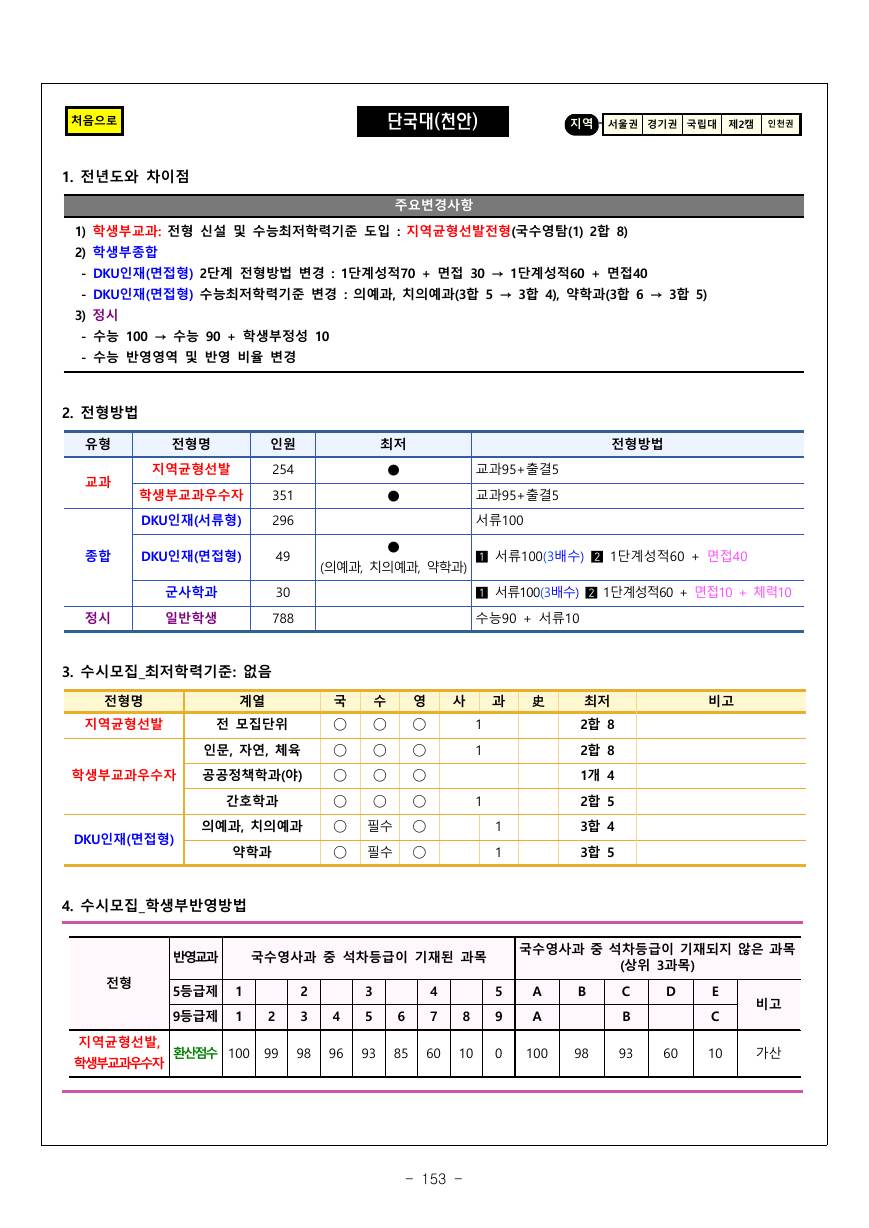 처음으로
단국대(천안)
지역 서울권 경기권 국립대 제2캠 인천권
1. 전년도와 차이점
주요변경사항
1) 학생부교과: 전형 신설 및 수능최저학력기준 도입 : 지역균형선발전형(국수영탐(1) 2합 8)
2) 학생부종합
- DKU인재(면접형) 2단계 전형방법 변경 : 1단계성적70 + 면접 30 → 1단계성적60 + 면접40
- DKU인재(면접형) 수능최저학력기준 변경 : 의예과, 치의예과(3합 5 → 3합 4), 약학과(3합 6 → 3합 5)
3) 정시
- 수능 100 → 수능 90 + 학생부정성 10
- 수능 반영영역 및 반영 비율 변경
2. 전형방법
유형 전형명 인원 최저 전형방법
교과
지역균형선발 254 ● 교과95+출결5
학생부교과우수자 351 ● 교과95+출결5
종합
DKU인재(서류형) 296 서류100
DKU인재(면접형) 49 ●
(의예과, 치의예과, 약학과)
1 서류100(3배수) 2 1단계성적60 + 면접40
군사학과 30 1 서류100(3배수) 2 1단계성적60 + 면접10 + 체력10
정시 일반학생 788 수능90 + 서류10
3. 수시모집_최저학력기준: 없음
전형명 계열 국 수 영 사 과 史 최저 비고
지역균형선발 전 모집단위 ○ ○ ○ 1 2합 8
학생부교과우수자
인문, 자연, 체육 ○ ○ ○ 1 2합 8
공공정책학과(야) ○ ○ ○ 1개 4
간호학과 ○ ○ ○ 1 2합 5
DKU인재(면접형)
의예과, 치의예과 ○ 필수 ○ 1 3합 4
약학과 ○ 필수 ○ 1 3합 5
4. 수시모집_학생부반영방법
전형
반영교과 국수영사과 중 석차등급이 기재된 과목
국수영사과 중 석차등급이 기재되지 않은 과목
(상위 3과목)
5등급제 1 2 3 4 5 A B C D E
비고
9등급제 1 2 3 4 5 6 7 8 9 A B C
지역균형선발,
학생부교과우수자
환산점수 100 99 98 96 93 85 60 10 0 100 98 93 60 10 가산
- 153 -